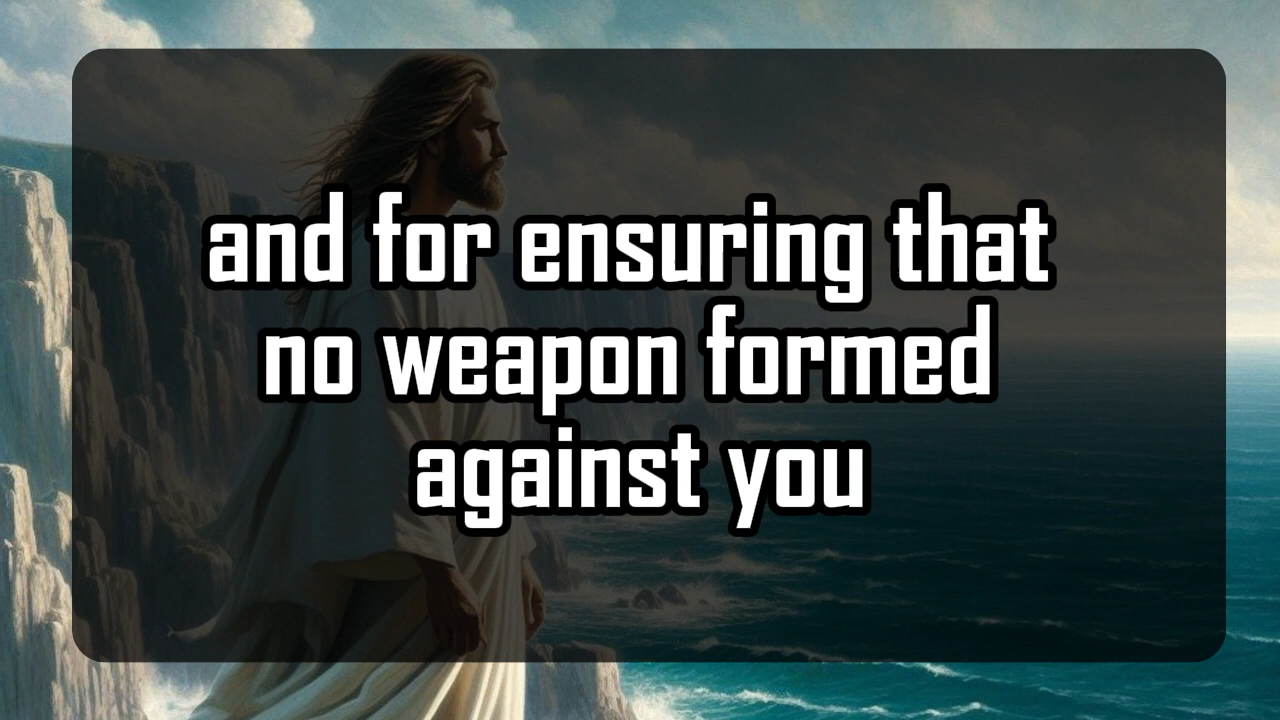 and for ensuring that
no weapon formed
against you